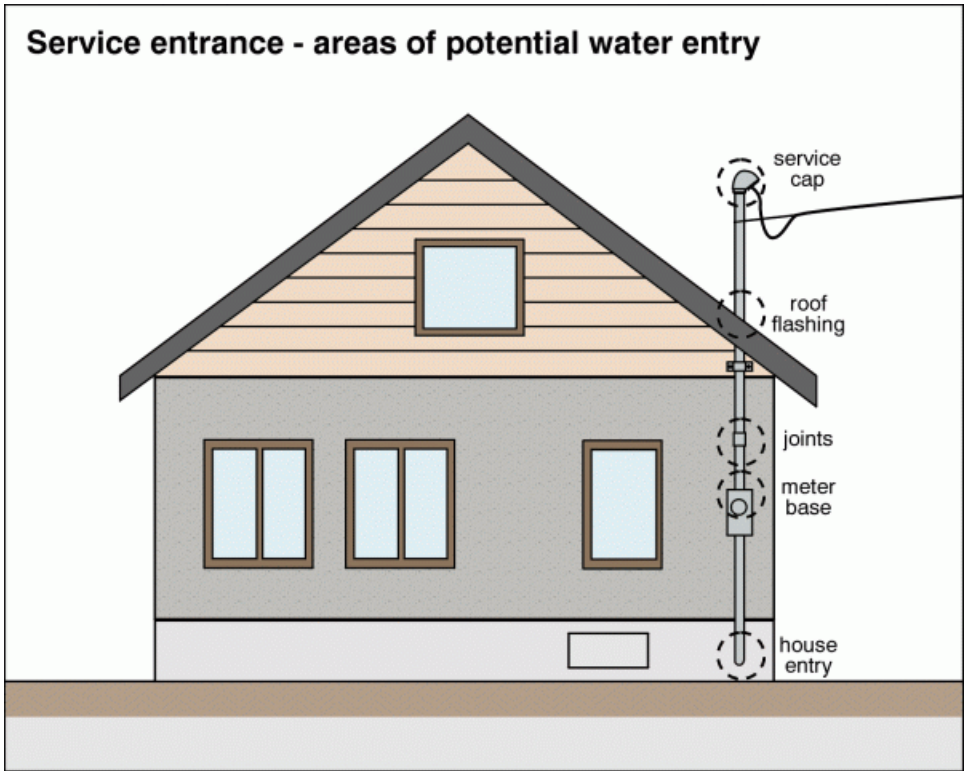 Service entrance - areas of potential water entry
service
cap
roof
flashing
joints
meter
base
house
entry